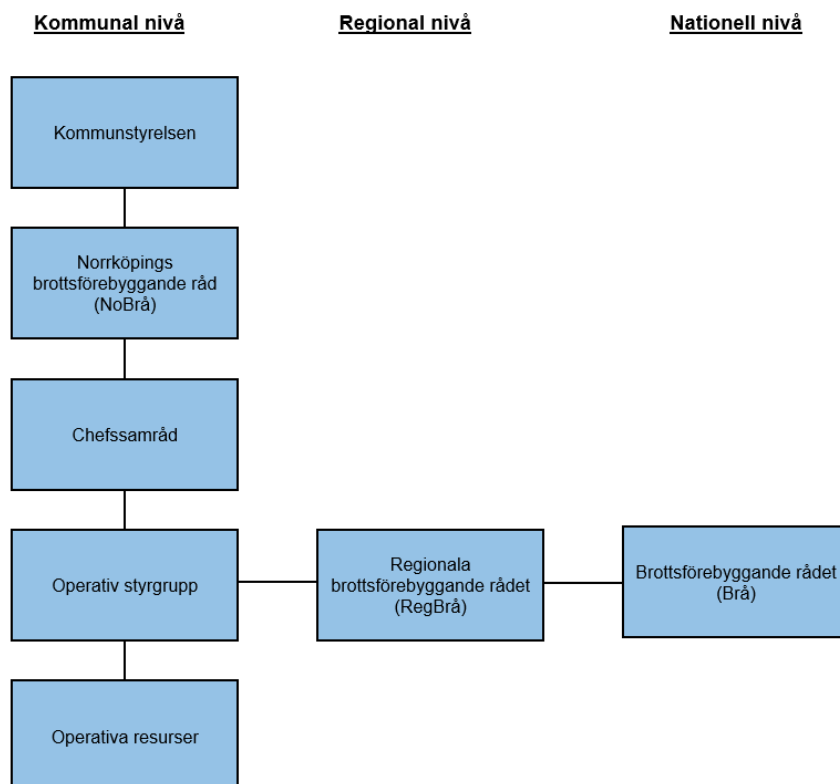 Kommunal nivå
Regional nivå
Nationell nivå
Kommunstyrelsen
Norrköpings
brottsförebyggande råd
(NoBrå)
Chefssamråd
Operativ styrgrupp
Regionala
brottsförebyggande rådet
(RegBrå)
Brottsförebyggande rådet
(Brå)
Operativa resurser